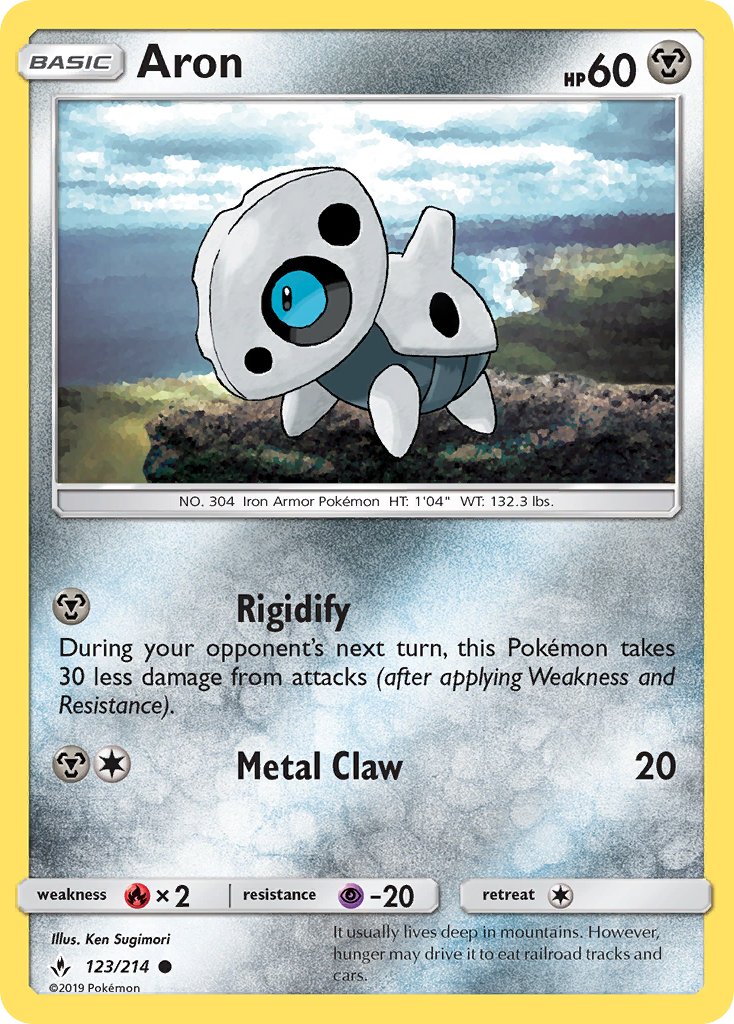 BASIC Aron HP60
NO. 304 Iron Armor Pokémon HT: 1'04" WT: 132.3 lbs.
Rigidify
During your opponent's next turn, this Pokémon takes
30 less damage from attacks (after applying Weakness and
Resistance).
Metal Claw 20
weakness ×2 resistance -20 retreat
Illus. Ken Sugimori
123/214
©2019 Pokémon
It usually lives deep in mountains. However,
hunger may drive it to eat railroad tracks and
cars.